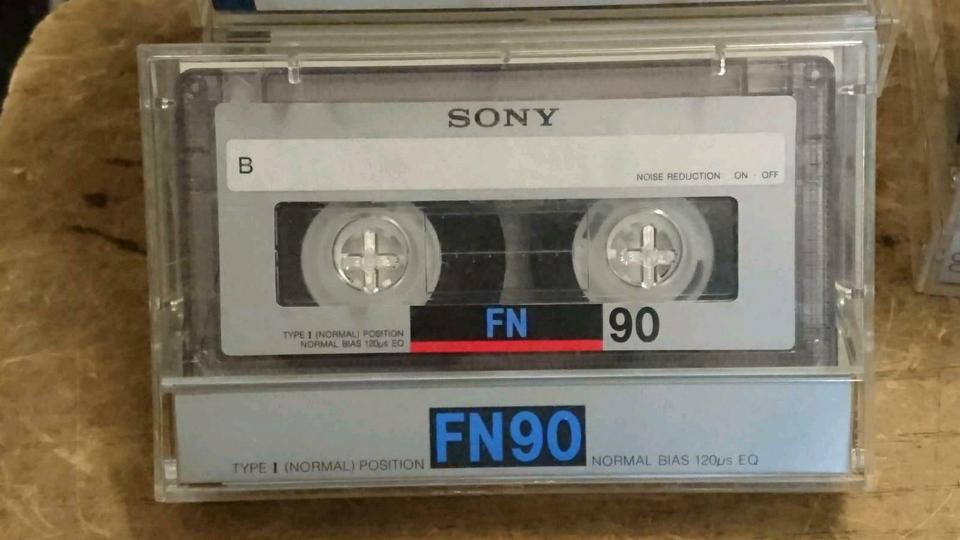 SONY
B
NOISE REDUCTION ON · OFF
TYPE I (NORMAL) POSITION
NORMAL BIAS 120µs EQ
FN
90
FN90
TYPE I (NORMAL) POSITION
NORMAL BIAS 120µs EQ